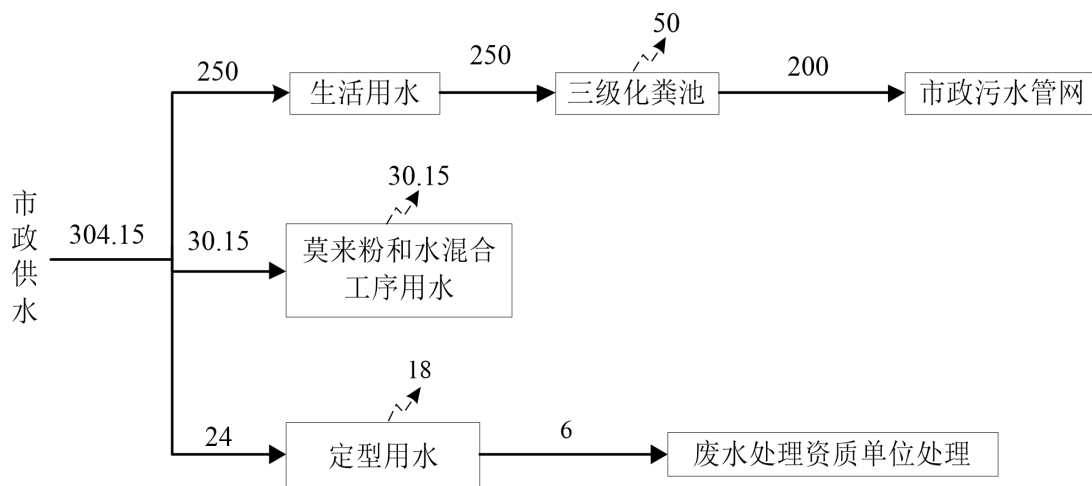 50
250
250
200
生活用水
三级化粪池
市政污水管网
30.15
市政供水
304.15
30.15
莫来粉和水混合
工序用水
18
24
6
定型用水
废水处理资质单位处理